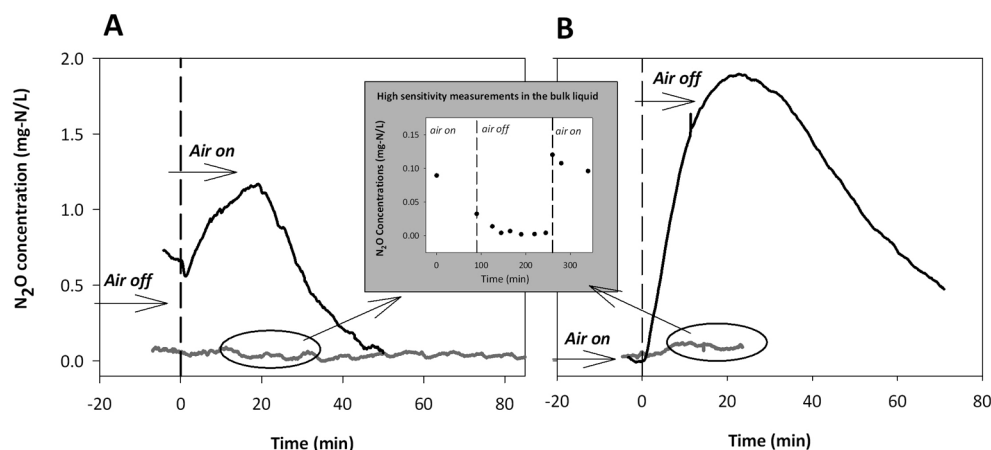 A
B
N2O concentration (mg-N/L)
2.0
1.5
1.0
0.5
0.0
Air on
Air off
-20
0
20
40
60
80
Time (min)
High sensitivity measurements in the bulk liquid
N2O Concentrations (mg-N/L)
0.15
0.10
0.05
0.00
air on
air off
air on
0
100
200
300
Time (min)
Air off
Air on
-20
0
20
40
60
80
Time (min)